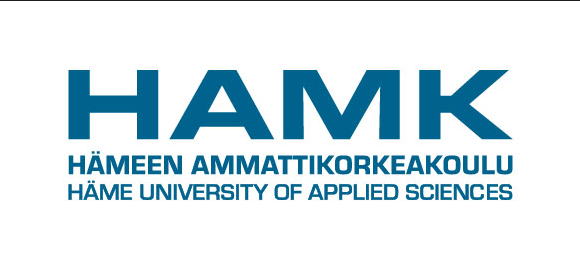 HAMK
HÄMEEN AMMATTIKORKEAKOULU
HÄME UNIVERSITY OF APPLIED SCIENCES